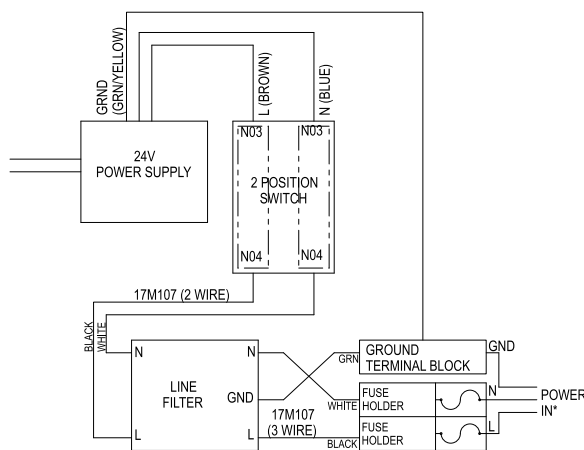 GRND
(GRN/YELLOW)
L (BROWN)
N (BLUE)
24V
POWER SUPPLY
N03
N03
2 POSITION
SWITCH
N04
N04
17M107 (2 WIRE)
BLACK
WHITE
N
N
LINE
FILTER
GND
L
L
GRN
GROUND
TERMINAL BLOCK
GND
17M107
(3 WIRE)
WHITE
FUSE
HOLDER
N
BLACK
FUSE
HOLDER
L
POWER
IN*